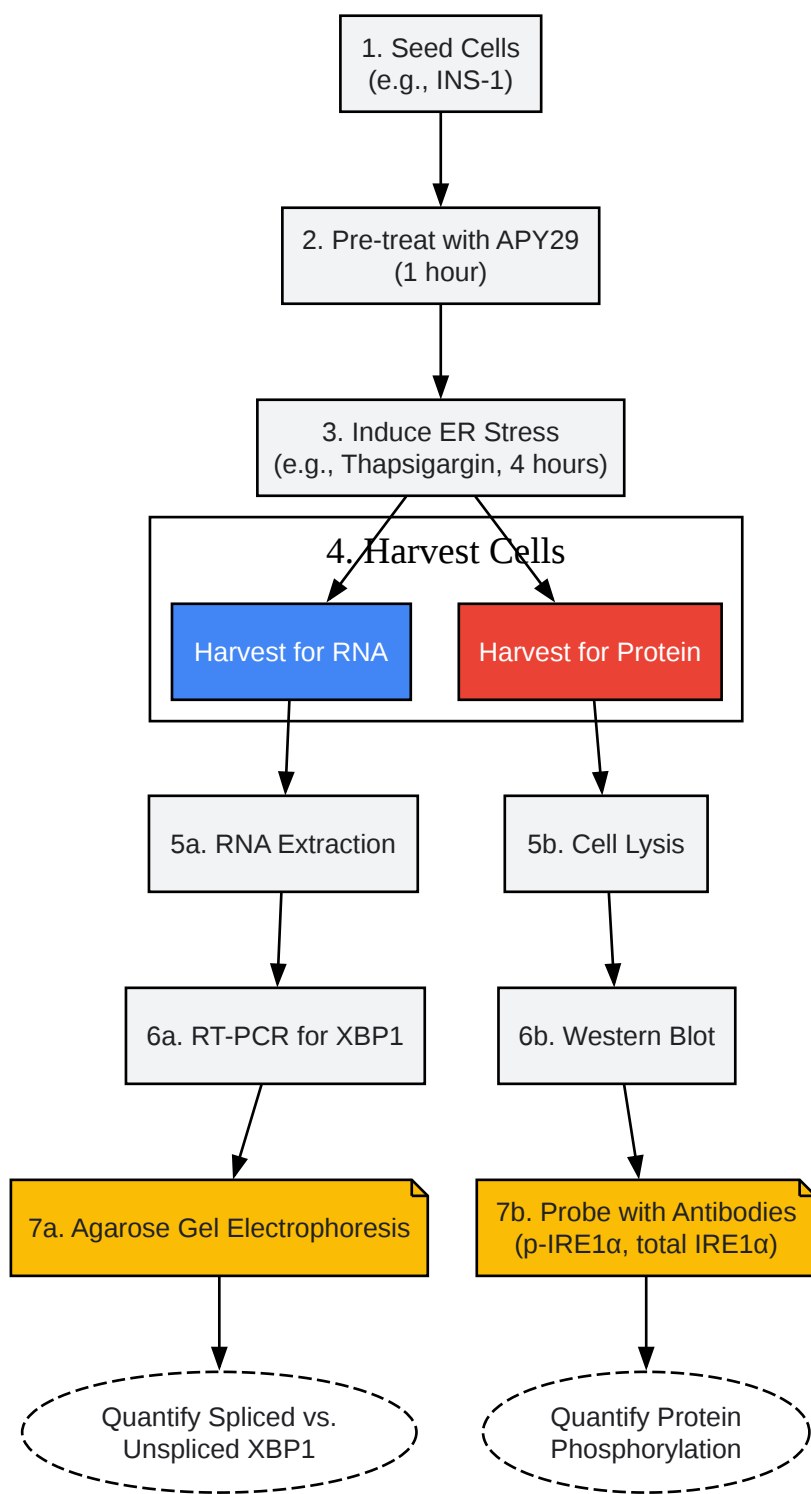 1. Seed Cells
(e.g., INS-1)
2. Pre-treat with APY29
(1 hour)
3. Induce ER Stress
(e.g., Thapsigargin, 4 hours)
4. Harvest Cells
Harvest for RNA
Harvest for Protein
5a. RNA Extraction
5b. Cell Lysis
6a. RT-PCR for XBP1
6b. Western Blot
7a. Agarose Gel Electrophoresis
7b. Probe with Antibodies
(p-IRE1α, total IRE1α)
Quantify Spliced vs.
Unspliced XBP1
Quantify Protein
Phosphorylation